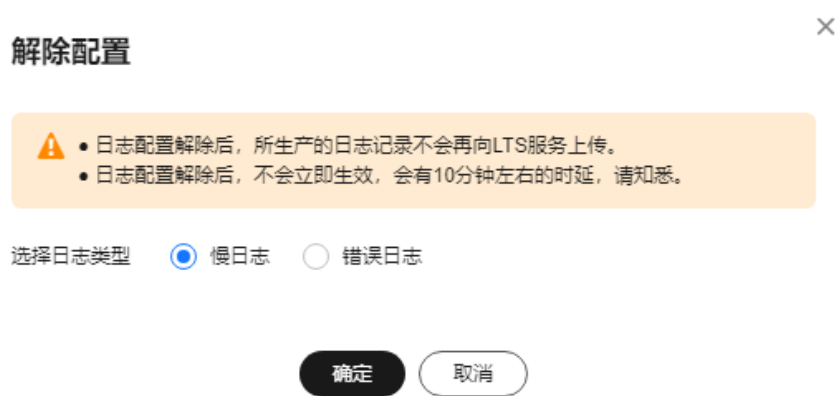 解除配置
● 日志配置解除后，所生产的日志记录不会再向LTS服务上传。
● 日志配置解除后，不会立即生效，会有10分钟左右的时延，请知悉。
选择日志类型 慢日志 错误日志
确定 取消